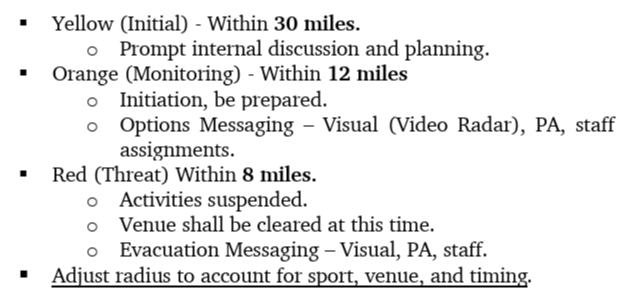 ▪ Yellow (Initial) - Within 30 miles.
o Prompt internal discussion and planning.
▪ Orange (Monitoring) - Within 12 miles
o Initiation, be prepared.
o Options Messaging – Visual (Video Radar), PA, staff
assignments.
▪ Red (Threat) Within 8 miles.
o Activities suspended.
o Venue shall be cleared at this time.
o Evacuation Messaging – Visual, PA, staff.
▪ Adjust radius to account for sport, venue, and timing.